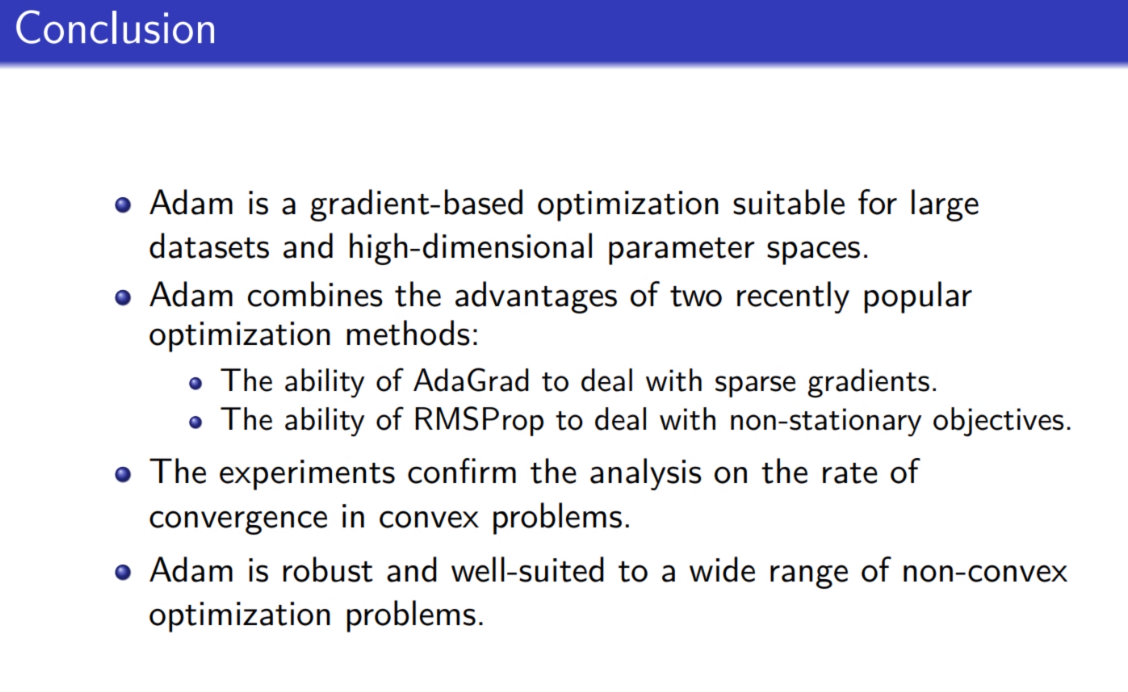 Conclusion
Adam is a gradient-based optimization suitable for large
datasets and high-dimensional parameter spaces.
Adam combines the advantages of two recently popular
optimization methods:
The ability of AdaGrad to deal with sparse gradients.
The ability of RMSProp to deal with non-stationary objectives.
The experiments confirm the analysis on the rate of
convergence in convex problems.
Adam is robust and well-suited to a wide range of non-convex
optimization problems.